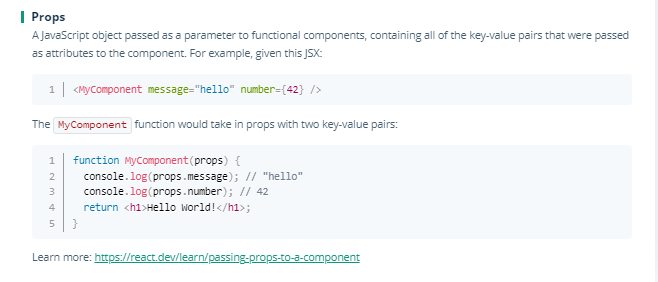 Props
A JavaScript object passed as a parameter to functional components, containing all of the key-value pairs that were passed
as attributes to the component. For example, given this JSX:
1 <MyComponent message="hello" number={42} />
The MyComponent function would take in props with two key-value pairs:
1 function MyComponent(props) {
2   console.log(props.message); // "hello"
3   console.log(props.number); // 42
4   return <h1>Hello World!</h1>;
5 }
Learn more: https://react.dev/learn/passing-props-to-a-component